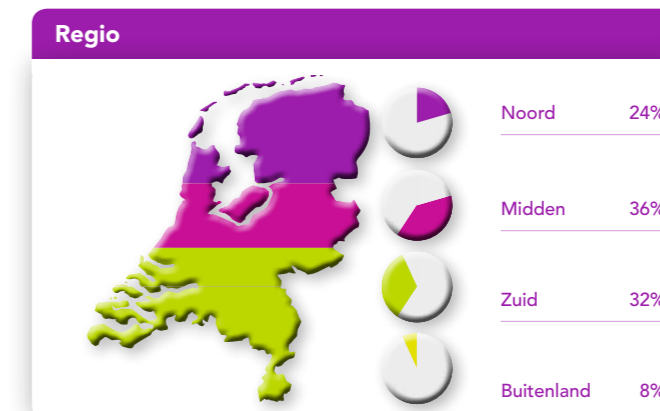 Regio
Noord 24%
Midden 36%
Zuid 32%
Buitenland 8%